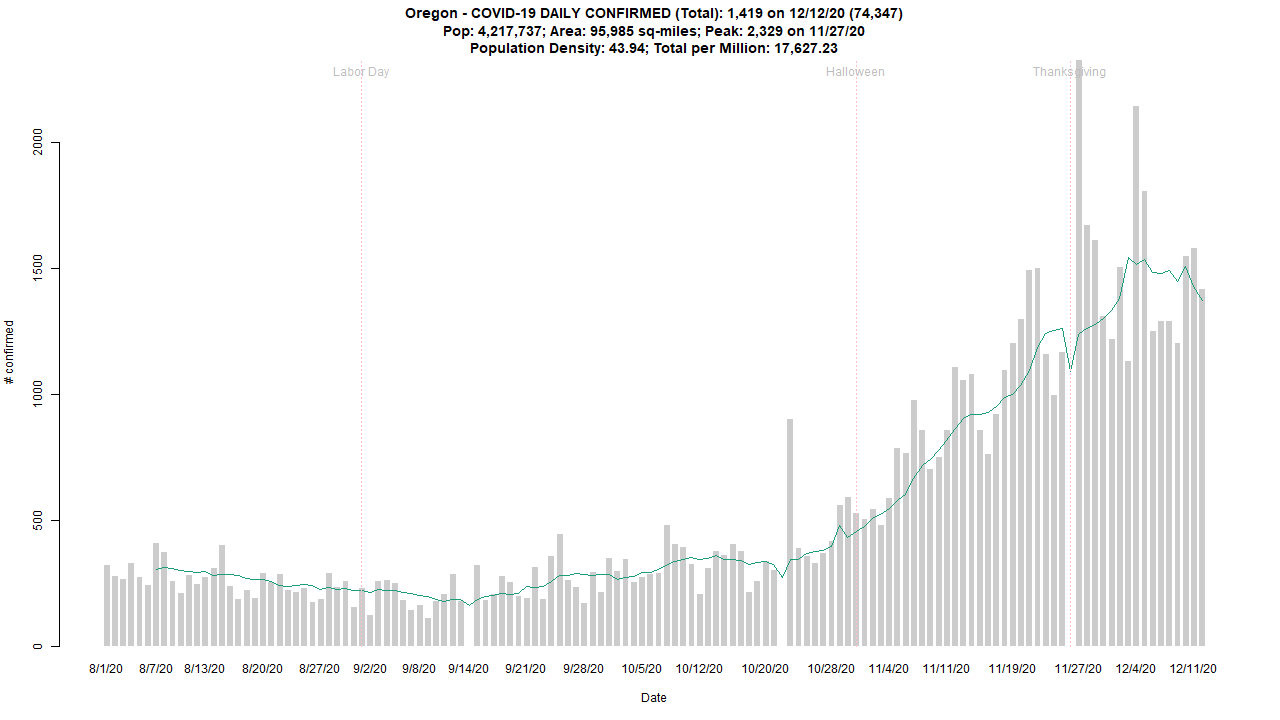 Oregon - COVID-19 DAILY CONFIRMED (Total): 1,419 on 12/12/20 (74,347)
Pop: 4,217,737; Area: 95,985 sq-miles; Peak: 2,329 on 11/27/20
Population Density: 43.94; Total per Million: 17,627.23
Labor Day Halloween Thanksgiving
2000
1500
1000
500
0
# confirmed
8/1/20 8/7/20 8/13/20 8/20/20 8/27/20 9/2/20 9/8/20 9/14/20 9/21/20 9/28/20 10/5/20 10/12/20 10/20/20 10/28/20 11/4/20 11/11/20 11/19/20 11/27/20 12/4/20 12/11/20
Date